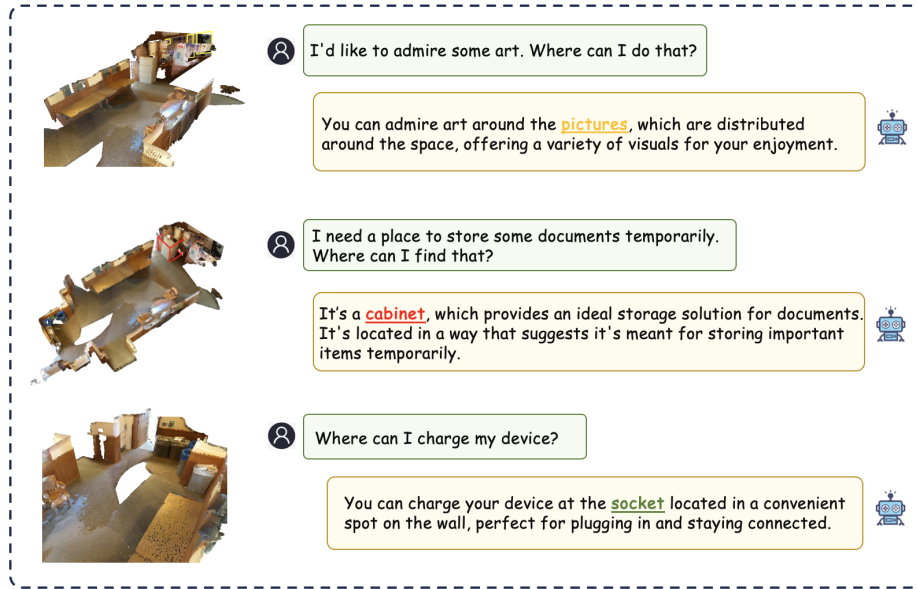 I'd like to admire some art. Where can I do that?
You can admire art around the pictures, which are distributed
around the space, offering a variety of visuals for your enjoyment.
I need a place to store some documents temporarily.
Where can I find that?
It's a cabinet, which provides an ideal storage solution for documents.
It's located in a way that suggests it's meant for storing important
items temporarily.
Where can I charge my device?
You can charge your device at the socket located in a convenient
spot on the wall, perfect for plugging in and staying connected.